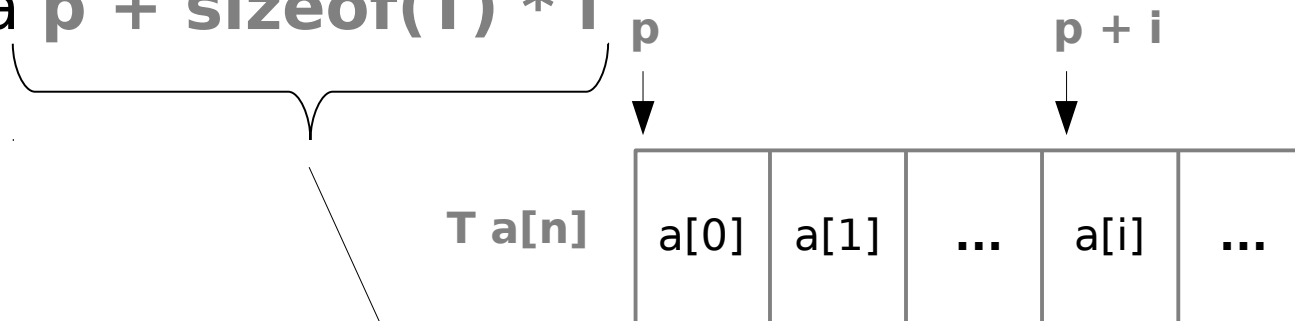 a p + sizeof(T) * i
p
p + i
T a[n]
a[0] a[1] ... a[i] ...